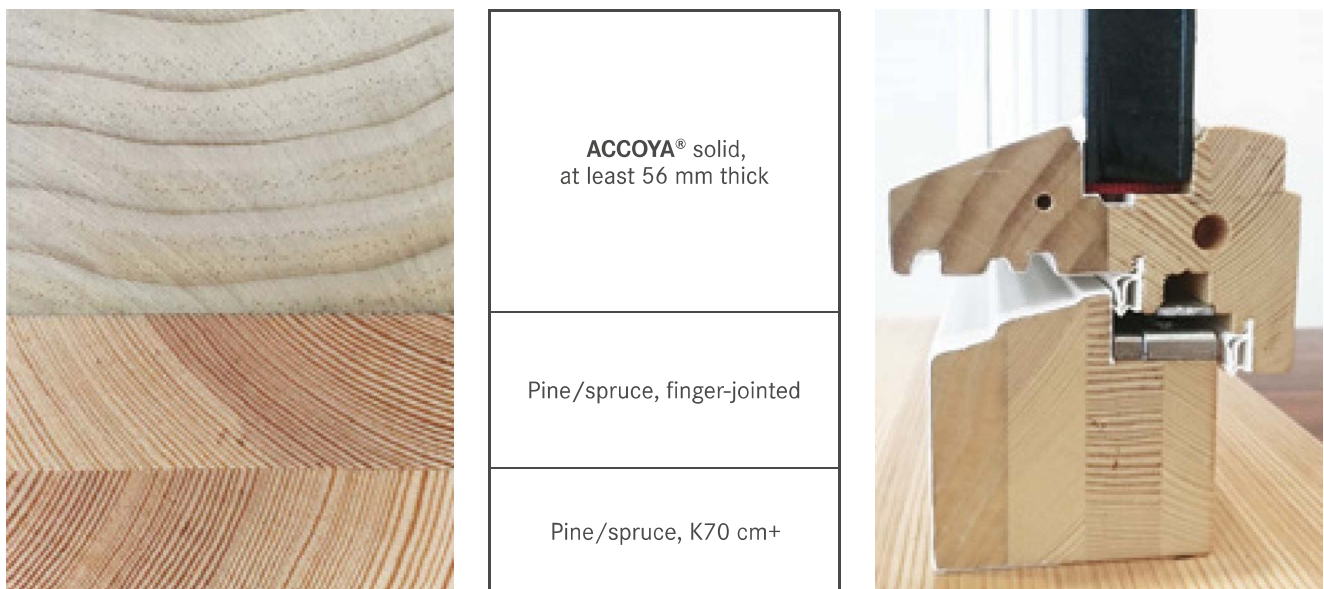 ACCOYA® solid,
at least 56 mm thick
Pine/spruce, finger-jointed
Pine/spruce, K70 cm+